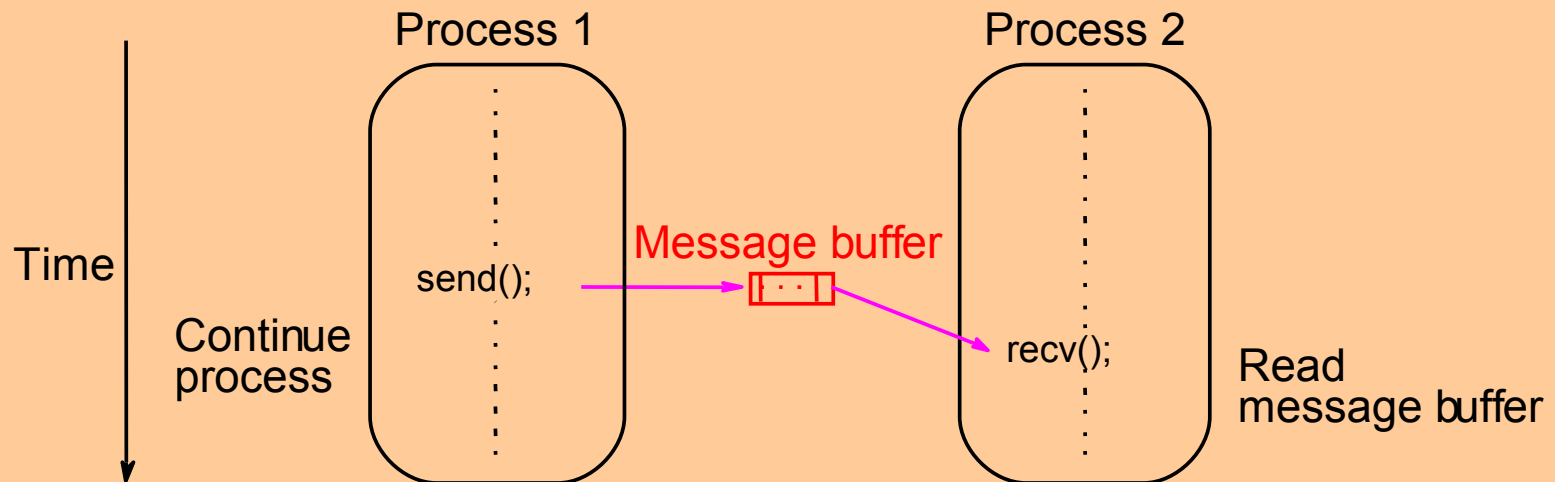 Process 1
Process 2
Message buffer
Time
send();
Continue
process
recv();
Read
message buffer